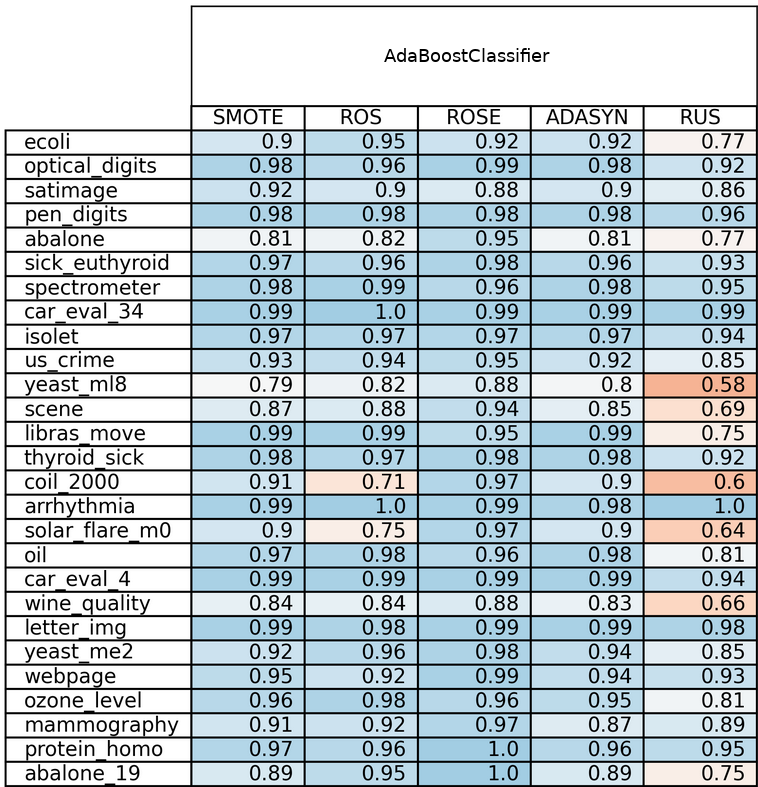 AdaBoostClassifier
SMOTE ROS ROSE ADASYN RUS
ecoli 0.9 0.95 0.92 0.92 0.77
optical_digits 0.98 0.96 0.99 0.98 0.92
satimage 0.92 0.9 0.88 0.9 0.86
pen_digits 0.98 0.98 0.98 0.98 0.96
abalone 0.81 0.82 0.95 0.81 0.77
sick_euthyroid 0.97 0.96 0.98 0.96 0.93
spectrometer 0.98 0.99 0.96 0.98 0.95
car_eval_34 0.99 1.0 0.99 0.99 0.99
isolet 0.97 0.97 0.97 0.97 0.94
us_crime 0.93 0.94 0.95 0.92 0.85
yeast_ml8 0.79 0.82 0.88 0.8 0.58
scene 0.87 0.88 0.94 0.85 0.69
libras_move 0.99 0.99 0.95 0.99 0.75
thyroid_sick 0.98 0.97 0.98 0.98 0.92
coil_2000 0.91 0.71 0.97 0.9 0.6
arrhythmia 0.99 1.0 0.99 0.98 1.0
solar_flare_m0 0.9 0.75 0.97 0.9 0.64
oil 0.97 0.98 0.96 0.98 0.81
car_eval_4 0.99 0.99 0.99 0.99 0.94
wine_quality 0.84 0.84 0.88 0.83 0.66
letter_img 0.99 0.98 0.99 0.99 0.98
yeast_me2 0.92 0.96 0.98 0.94 0.85
webpage 0.95 0.92 0.99 0.94 0.93
ozone_level 0.96 0.98 0.96 0.95 0.81
mammography 0.91 0.92 0.97 0.87 0.89
protein_homo 0.97 0.96 1.0 0.96 0.95
abalone_19 0.89 0.95 1.0 0.89 0.75